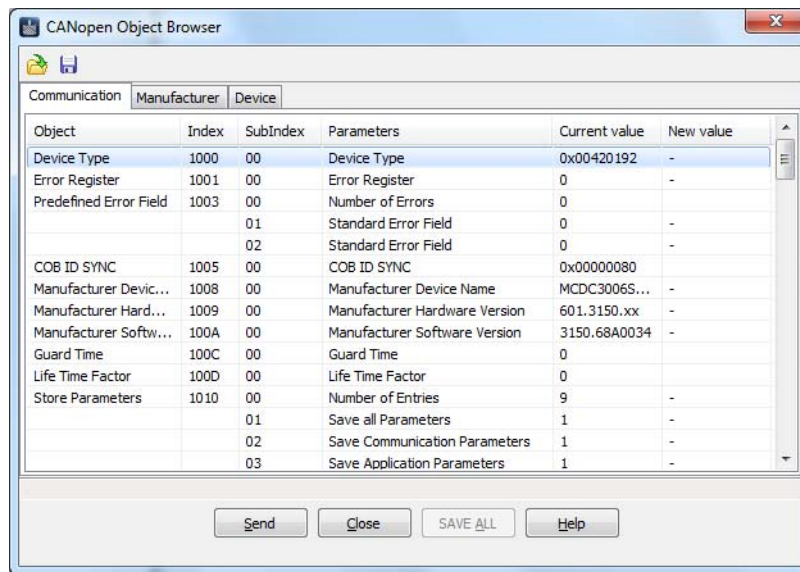 CANopen Object Browser
Communication Manufacturer Device
Object Index SubIndex Parameters Current value New value
Device Type 1000 00 Device Type 0x00420192 -
Error Register 1001 00 Error Register 0 -
Predefined Error Field 1003 00 Number of Errors 0
01 Standard Error Field 0 -
02 Standard Error Field 0 -
COB ID SYNC 1005 00 COB ID SYNC 0x00000080
Manufacturer Devic... 1008 00 Manufacturer Device Name MCDC3006S... -
Manufacturer Hard... 1009 00 Manufacturer Hardware Version 601.3150.xx -
Manufacturer Softw... 100A 00 Manufacturer Software Version 3150.68A0034 -
Guard Time 100C 00 Guard Time 0
Life Time Factor 100D 00 Life Time Factor 0
Store Parameters 1010 00 Number of Entries 9 -
01 Save all Parameters 1 -
02 Save Communication Parameters 1 -
03 Save Application Parameters 1 -
Send Close SAVE ALL Help